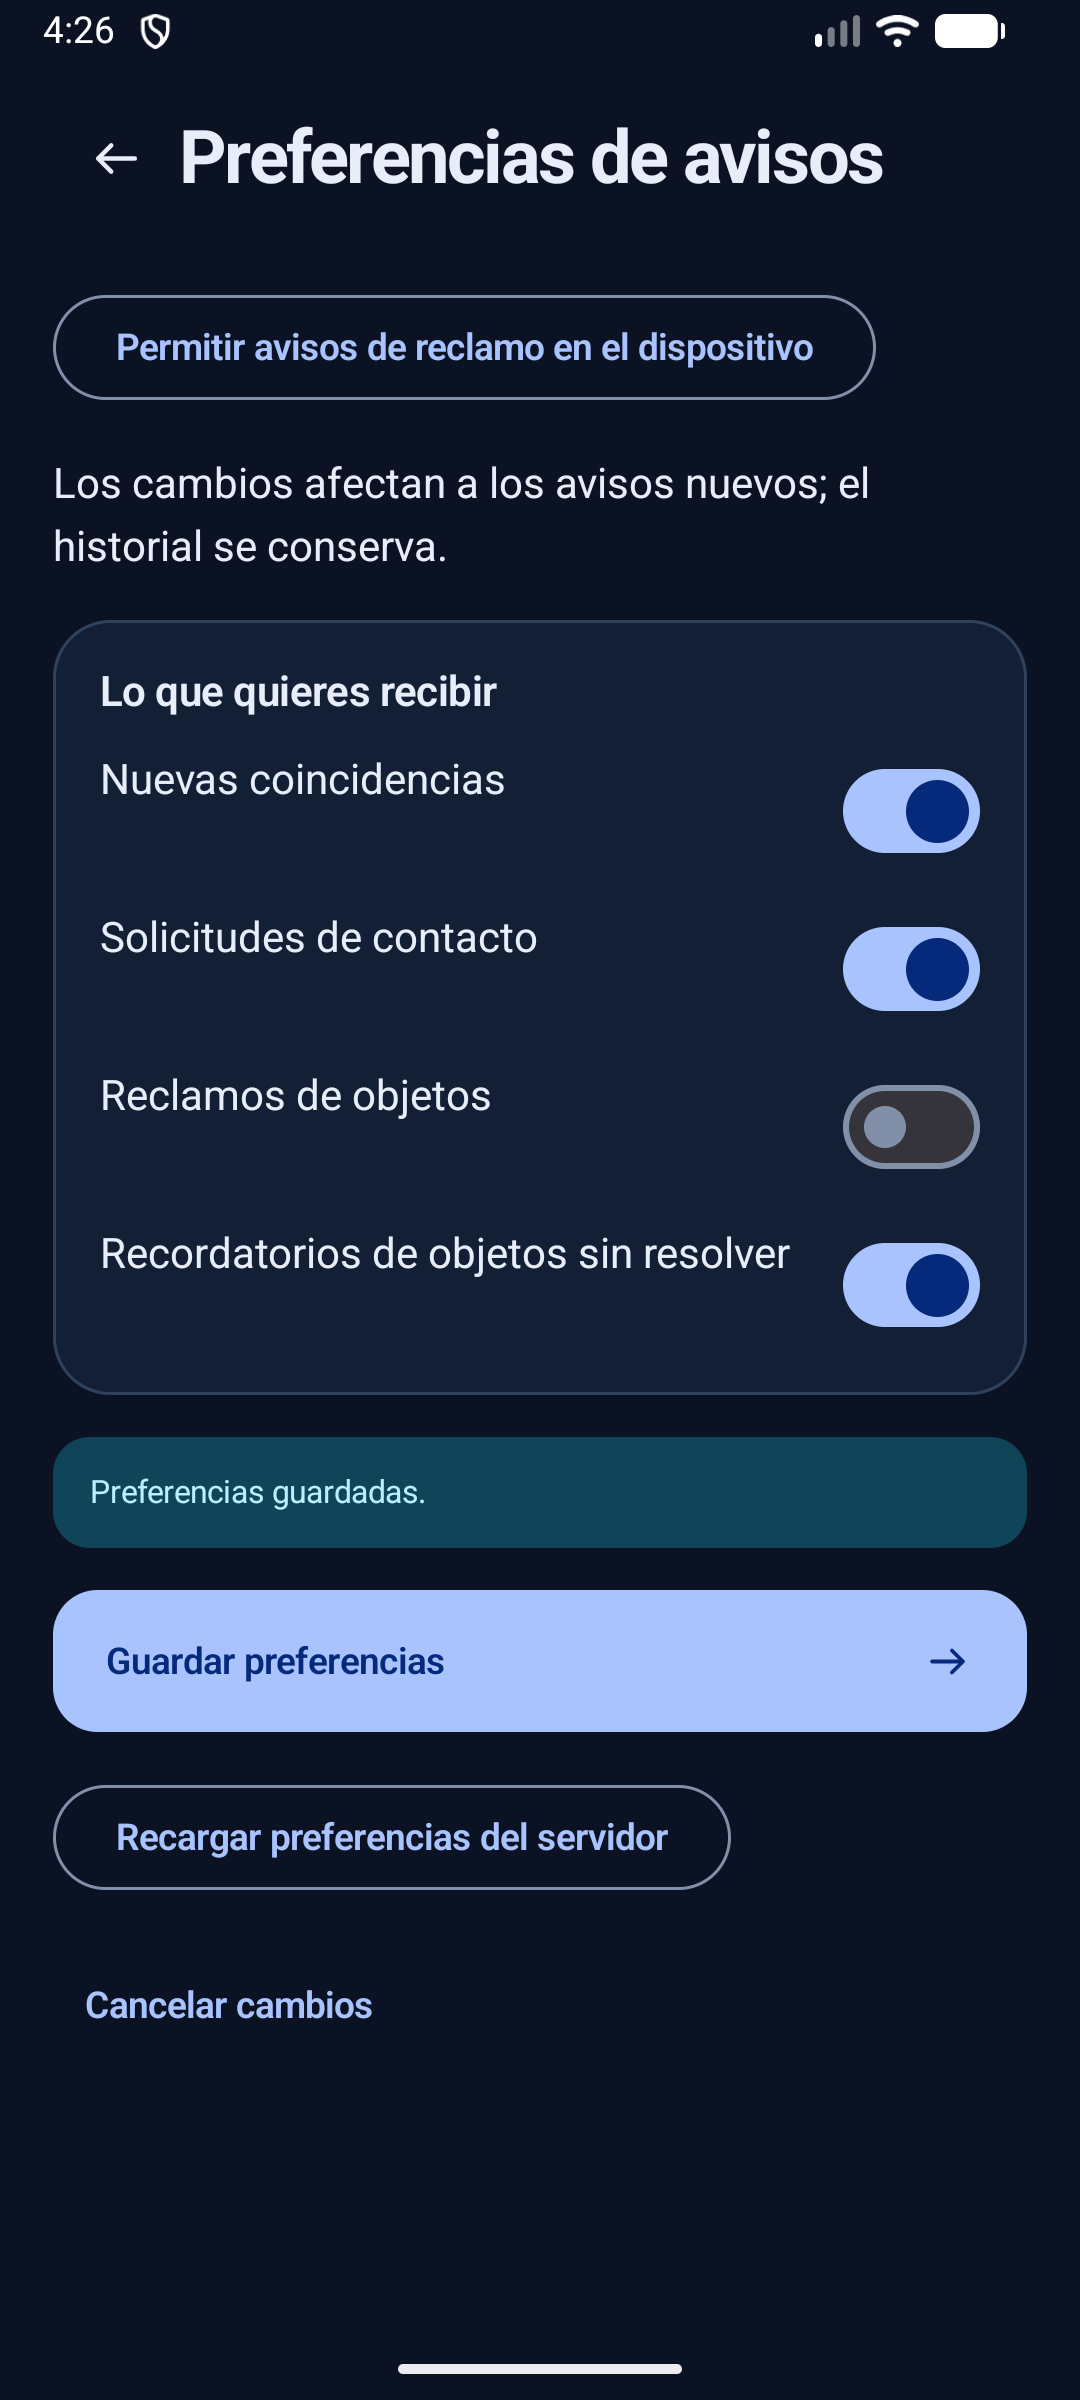 4:26
Preferencias de avisos
Permitir avisos de reclamo en el dispositivo
Los cambios afectan a los avisos nuevos; el
historial se conserva.
Lo que quieres recibir
Nuevas coincidencias
Solicitudes de contacto
Reclamos de objetos
Recordatorios de objetos sin resolver
Preferencias guardadas.
Guardar preferencias
Recargar preferencias del servidor
Cancelar cambios